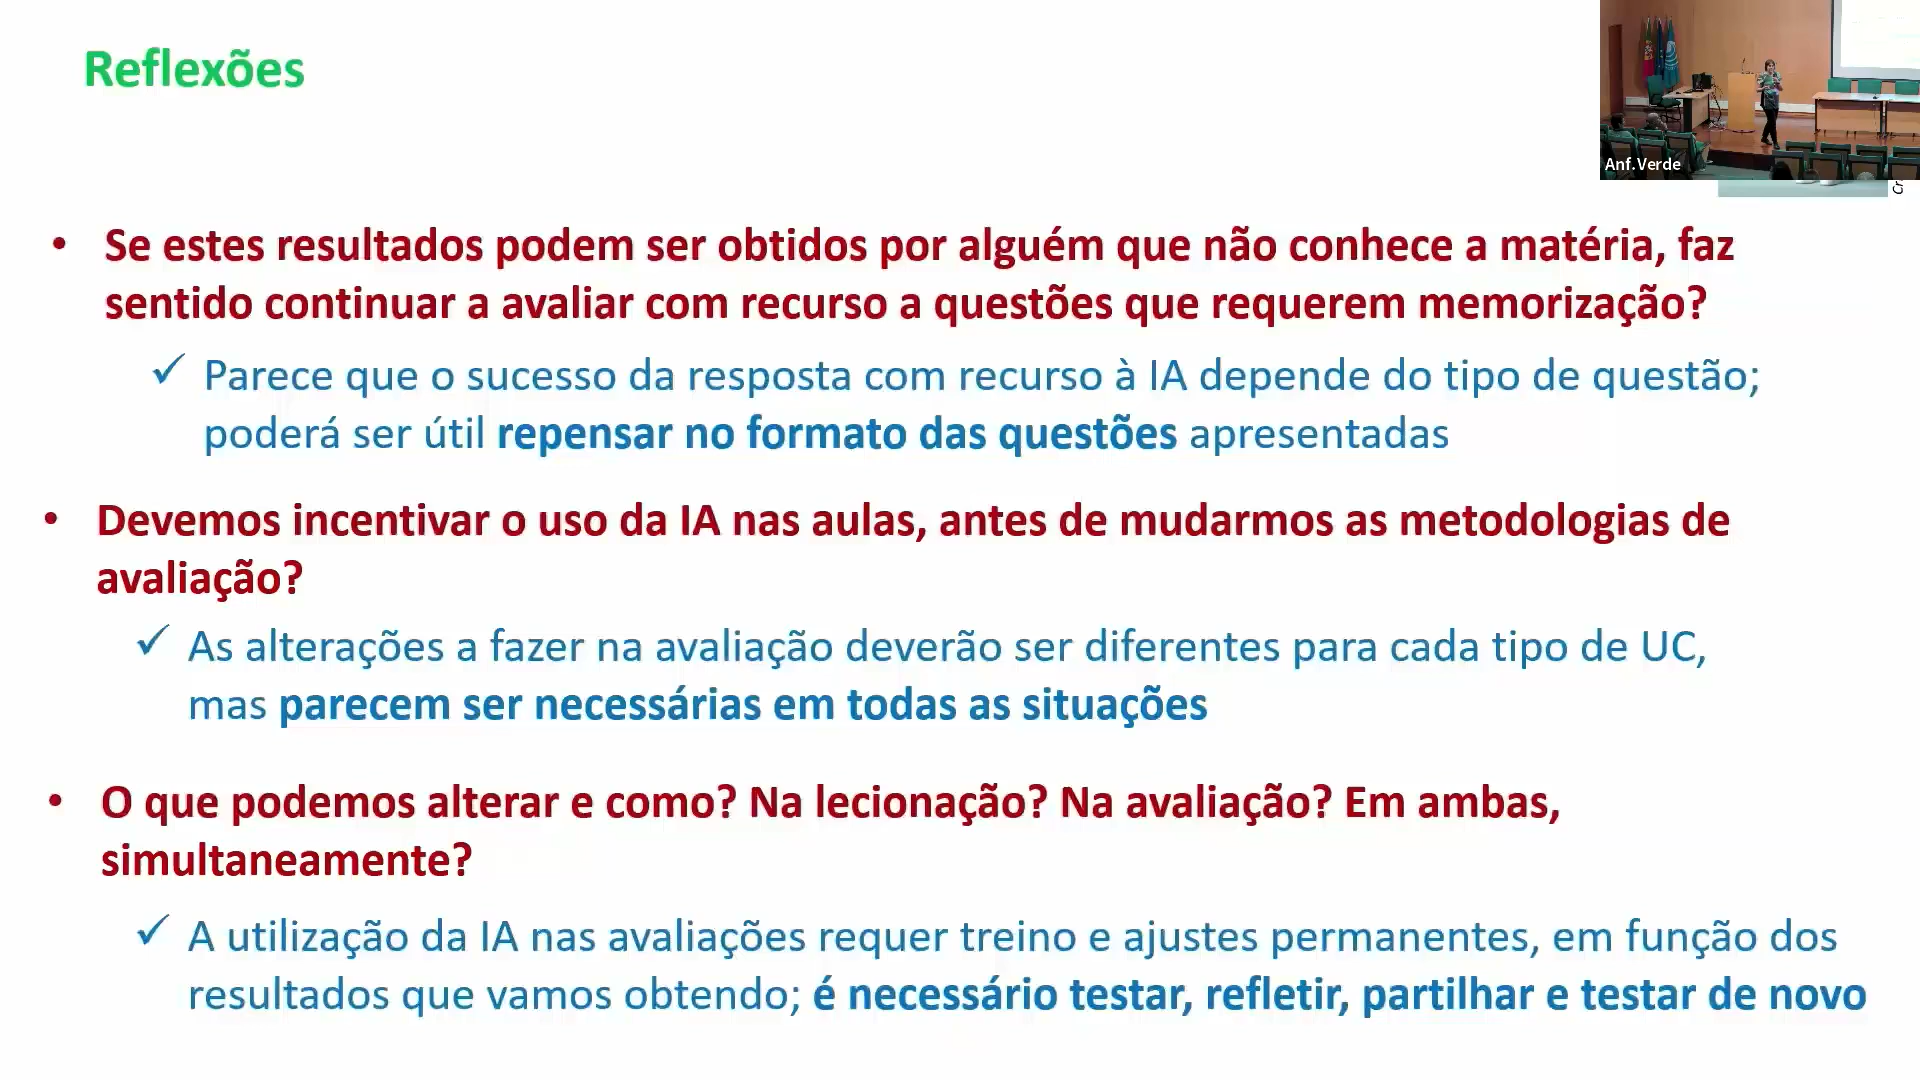 Reflexões
Anf.Verde
Cr
• Se estes resultados podem ser obtidos por alguém que não conhece a matéria, faz
sentido continuar a avaliar com recurso a questões que requerem memorização?
✓ Parece que o sucesso da resposta com recurso à IA depende do tipo de questão;
poderá ser útil repensar no formato das questões apresentadas
• Devemos incentivar o uso da IA nas aulas, antes de mudarmos as metodologias de
avaliação?
✓ As alterações a fazer na avaliação deverão ser diferentes para cada tipo de UC,
mas parecem ser necessárias em todas as situações
• O que podemos alterar e como? Na lecionação? Na avaliação? Em ambas,
simultaneamente?
✓ A utilização da IA nas avaliações requer treino e ajustes permanentes, em função dos
resultados que vamos obtendo; é necessário testar, refletir, partilhar e testar de novo